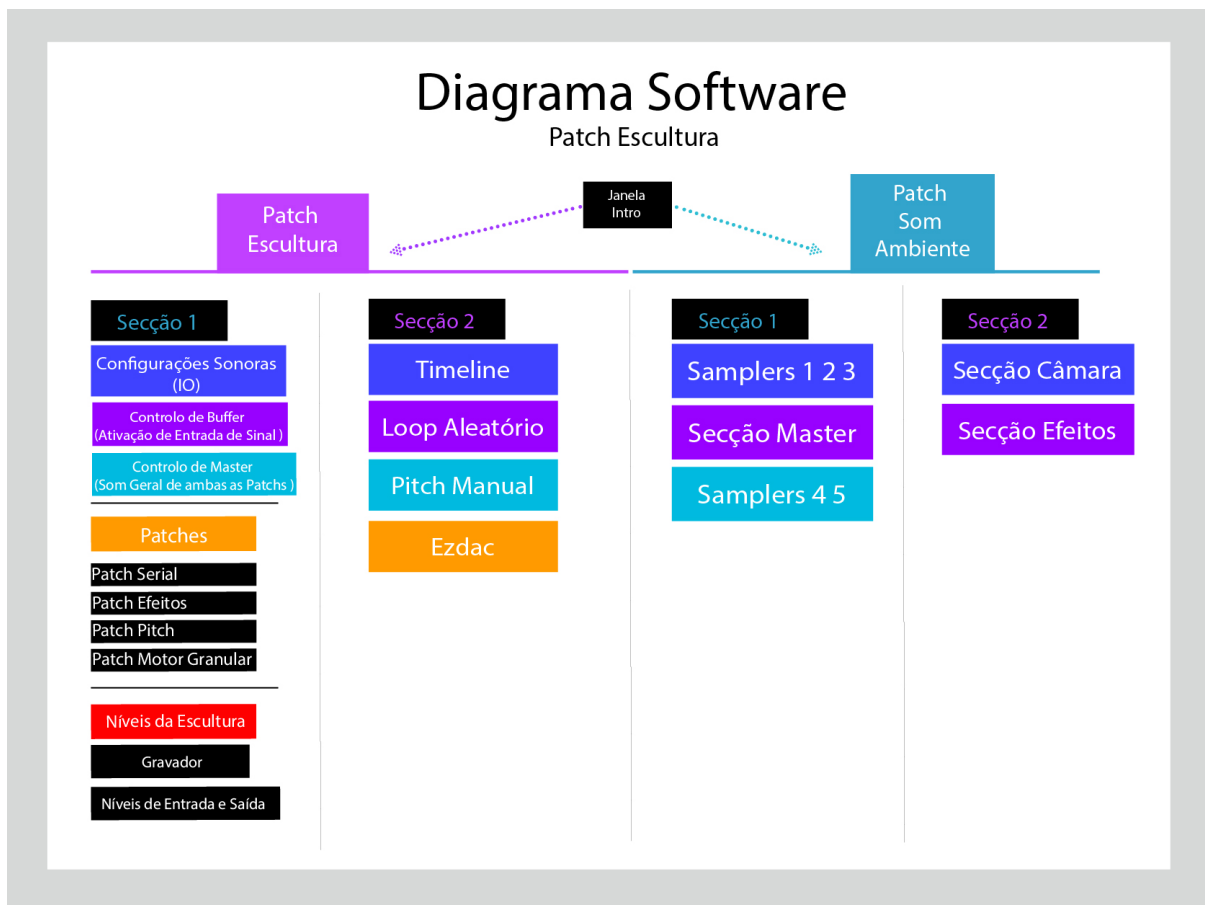 Diagrama Software
Patch Escultura
Patch
Escultura
Janela
Intro
Patch
Som
Ambiente
Secção 1
Configurações Sonoras
(IO)
Controlo de Buffer
(Ativação de Entrada de Sinal )
Controlo de Master
(Som Geral de ambas as Patchs )
Patches
Patch Serial
Patch Efeitos
Patch Pitch
Patch Motor Granular
Níveis da Escultura
Gravador
Níveis de Entrada e Saída
Secção 2
Timeline
Loop Aleatório
Pitch Manual
Ezdac
Secção 1
Samplers 1 2 3
Secção Master
Samplers 4 5
Secção 2
Secção Câmara
Secção Efeitos